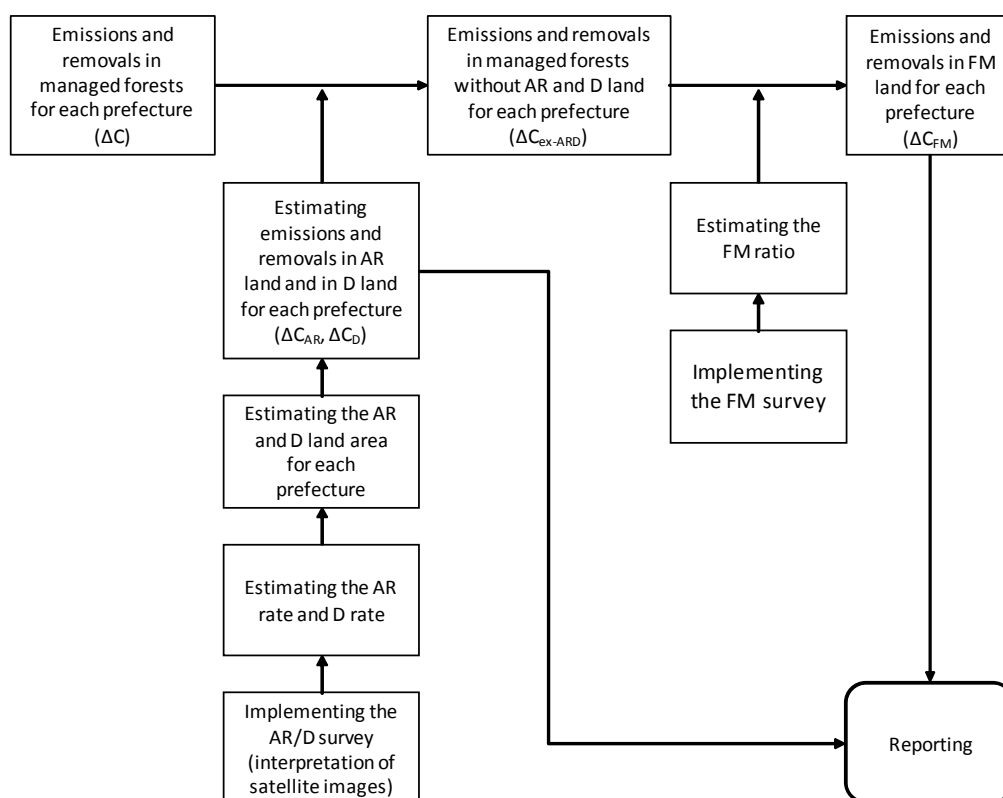 Emissions and
removals in
managed forests
for each prefecture
(ΔC)
Emissions and removals
in managed forests
without AR and D land
for each prefecture
(ΔCex-ARD)
Emissions and
removals in FM
land for each
prefecture
(ΔCFM)
Estimating
emissions and
removals in AR
land and in D land
for each prefecture
(ΔCAR, ΔCD)
Estimating the
FM ratio
Implementing
the FM survey
Estimating the AR
and D land area
for each
prefecture
Estimating the AR
rate and D rate
Implementing the
AR/D survey
(interpretation of
satellite images)
Reporting